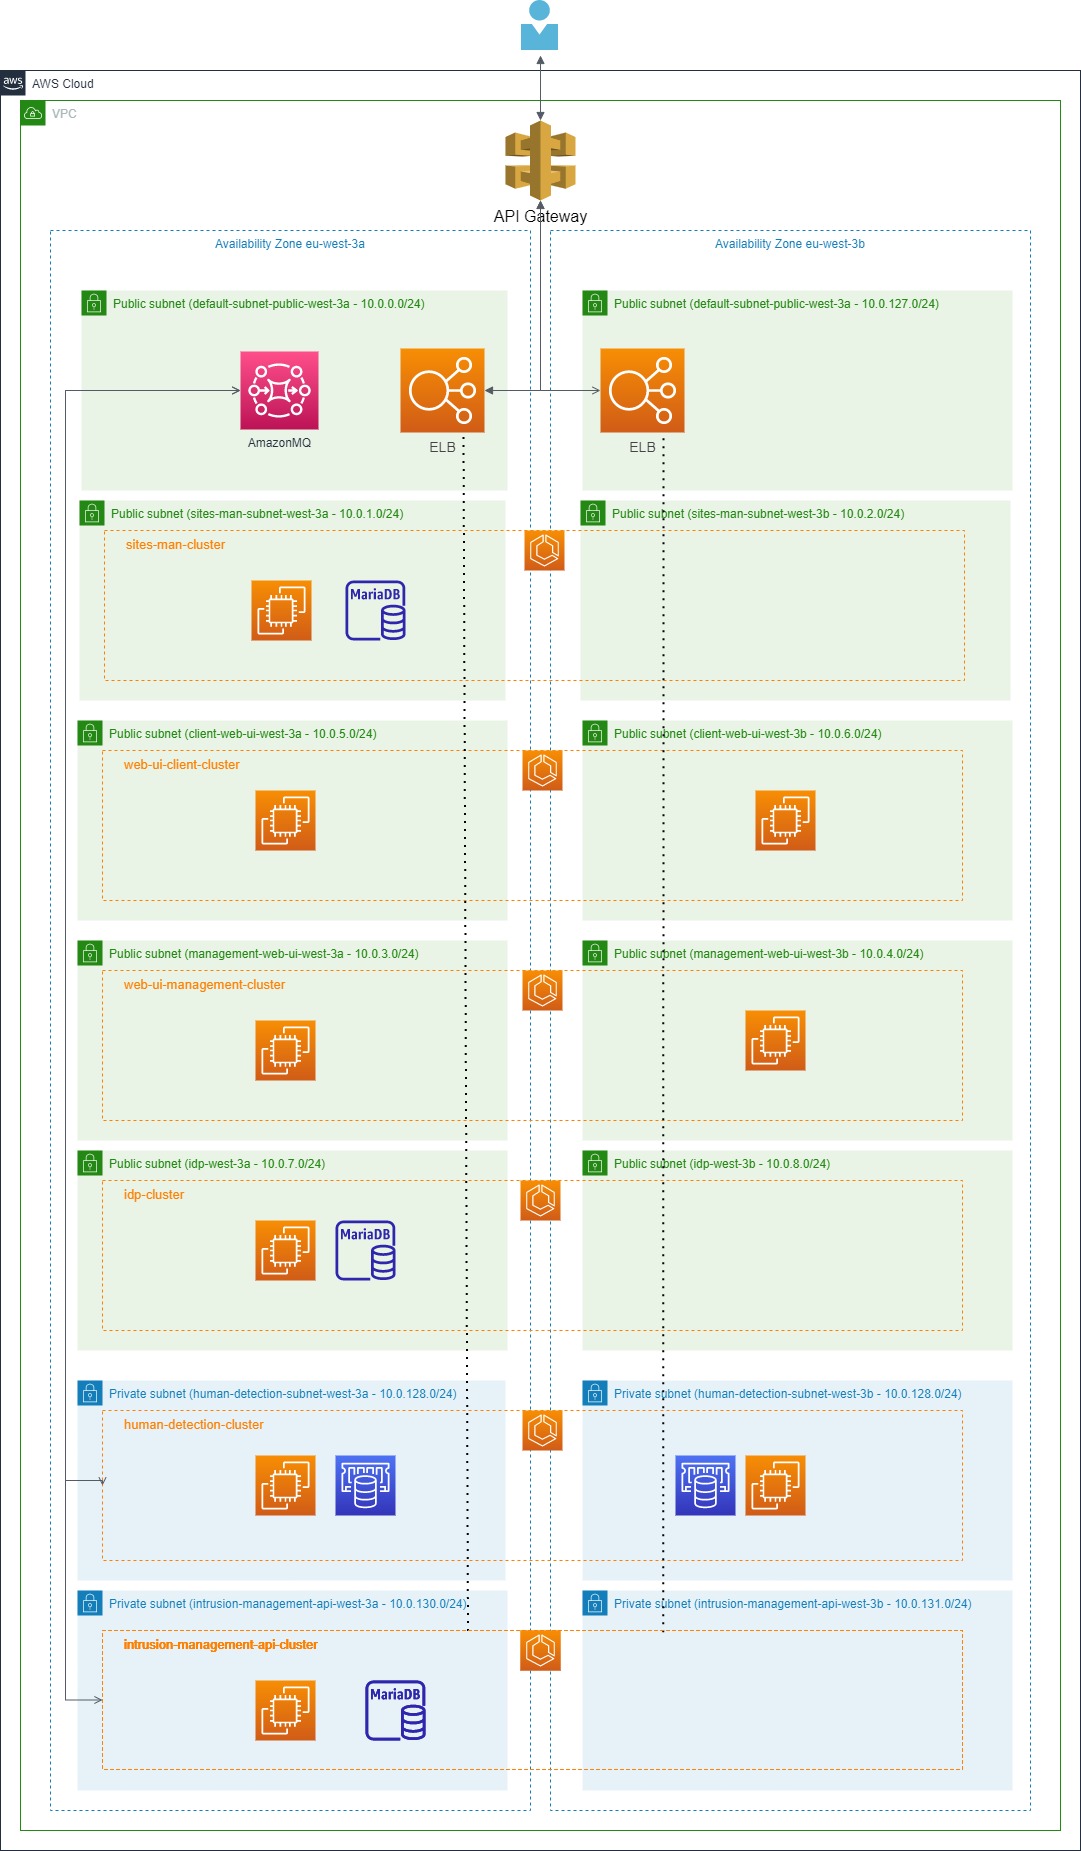 aws
AWS Cloud
VPC
API Gateway
Availability Zone eu-west-3a
Availability Zone eu-west-3b
Public subnet (default-subnet-public-west-3a - 10.0.0.0/24)
Public subnet (default-subnet-public-west-3a - 10.0.127.0/24)
AmazonMQ
ELB
ELB
Public subnet (sites-man-subnet-west-3a - 10.0.1.0/24)
Public subnet (sites-man-subnet-west-3b - 10.0.2.0/24)
sites-man-cluster
MariaDB
Public subnet (client-web-ui-west-3a - 10.0.5.0/24)
Public subnet (client-web-ui-west-3b - 10.0.6.0/24)
web-ui-client-cluster
Public subnet (management-web-ui-west-3a - 10.0.3.0/24)
Public subnet (management-web-ui-west-3b - 10.0.4.0/24)
web-ui-management-cluster
Public subnet (idp-west-3a - 10.0.7.0/24)
Public subnet (idp-west-3b - 10.0.8.0/24)
idp-cluster
MariaDB
Private subnet (human-detection-subnet-west-3a - 10.0.128.0/24)
Private subnet (human-detection-subnet-west-3b - 10.0.128.0/24)
human-detection-cluster
Private subnet (intrusion-management-api-west-3a - 10.0.130.0/24)
Private subnet (intrusion-management-api-west-3b - 10.0.131.0/24)
intrusion-management-api-cluster
MariaDB